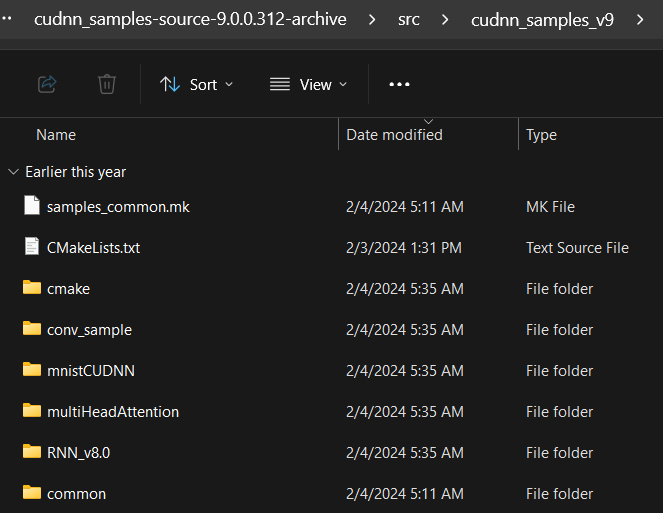 cudnn_samples-source-9.0.0.312-archive > src > cudnn_samples_v9 >
Sort View
Name Date modified Type
Earlier this year
samples_common.mk 2/4/2024 5:11 AM MK File
CMakeLists.txt 2/3/2024 1:31 PM Text Source File
cmake 2/4/2024 5:35 AM File folder
conv_sample 2/4/2024 5:35 AM File folder
mnistCUDNN 2/4/2024 5:35 AM File folder
multiHeadAttention 2/4/2024 5:35 AM File folder
RNN_v8.0 2/4/2024 5:35 AM File folder
common 2/4/2024 5:11 AM File folder